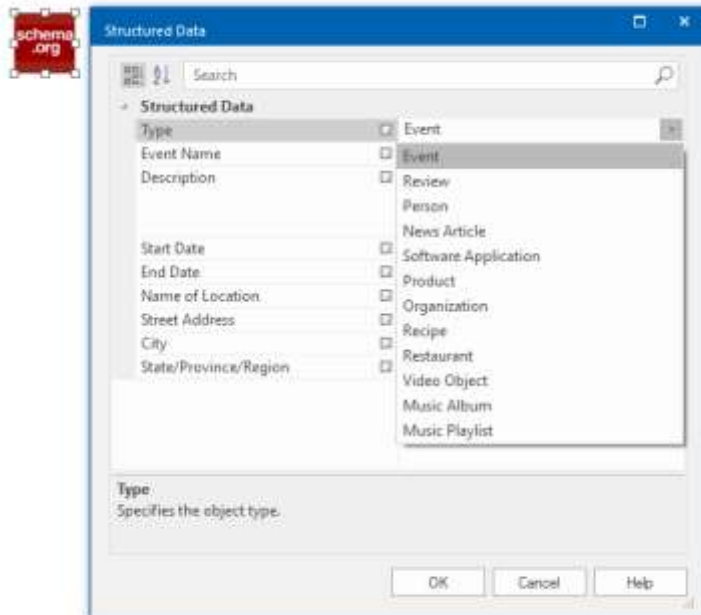 schema
.org
Structured Data
Search
Structured Data
Type
Event
Event Name
Description
Start Date
End Date
Name of Location
Street Address
City
State/Province/Region
Event
Review
Person
News Article
Software Application
Product
Organization
Recipe
Restaurant
Video Object
Music Album
Music Playlist
Type
Specifies the object type.
OK
Cancel
Help